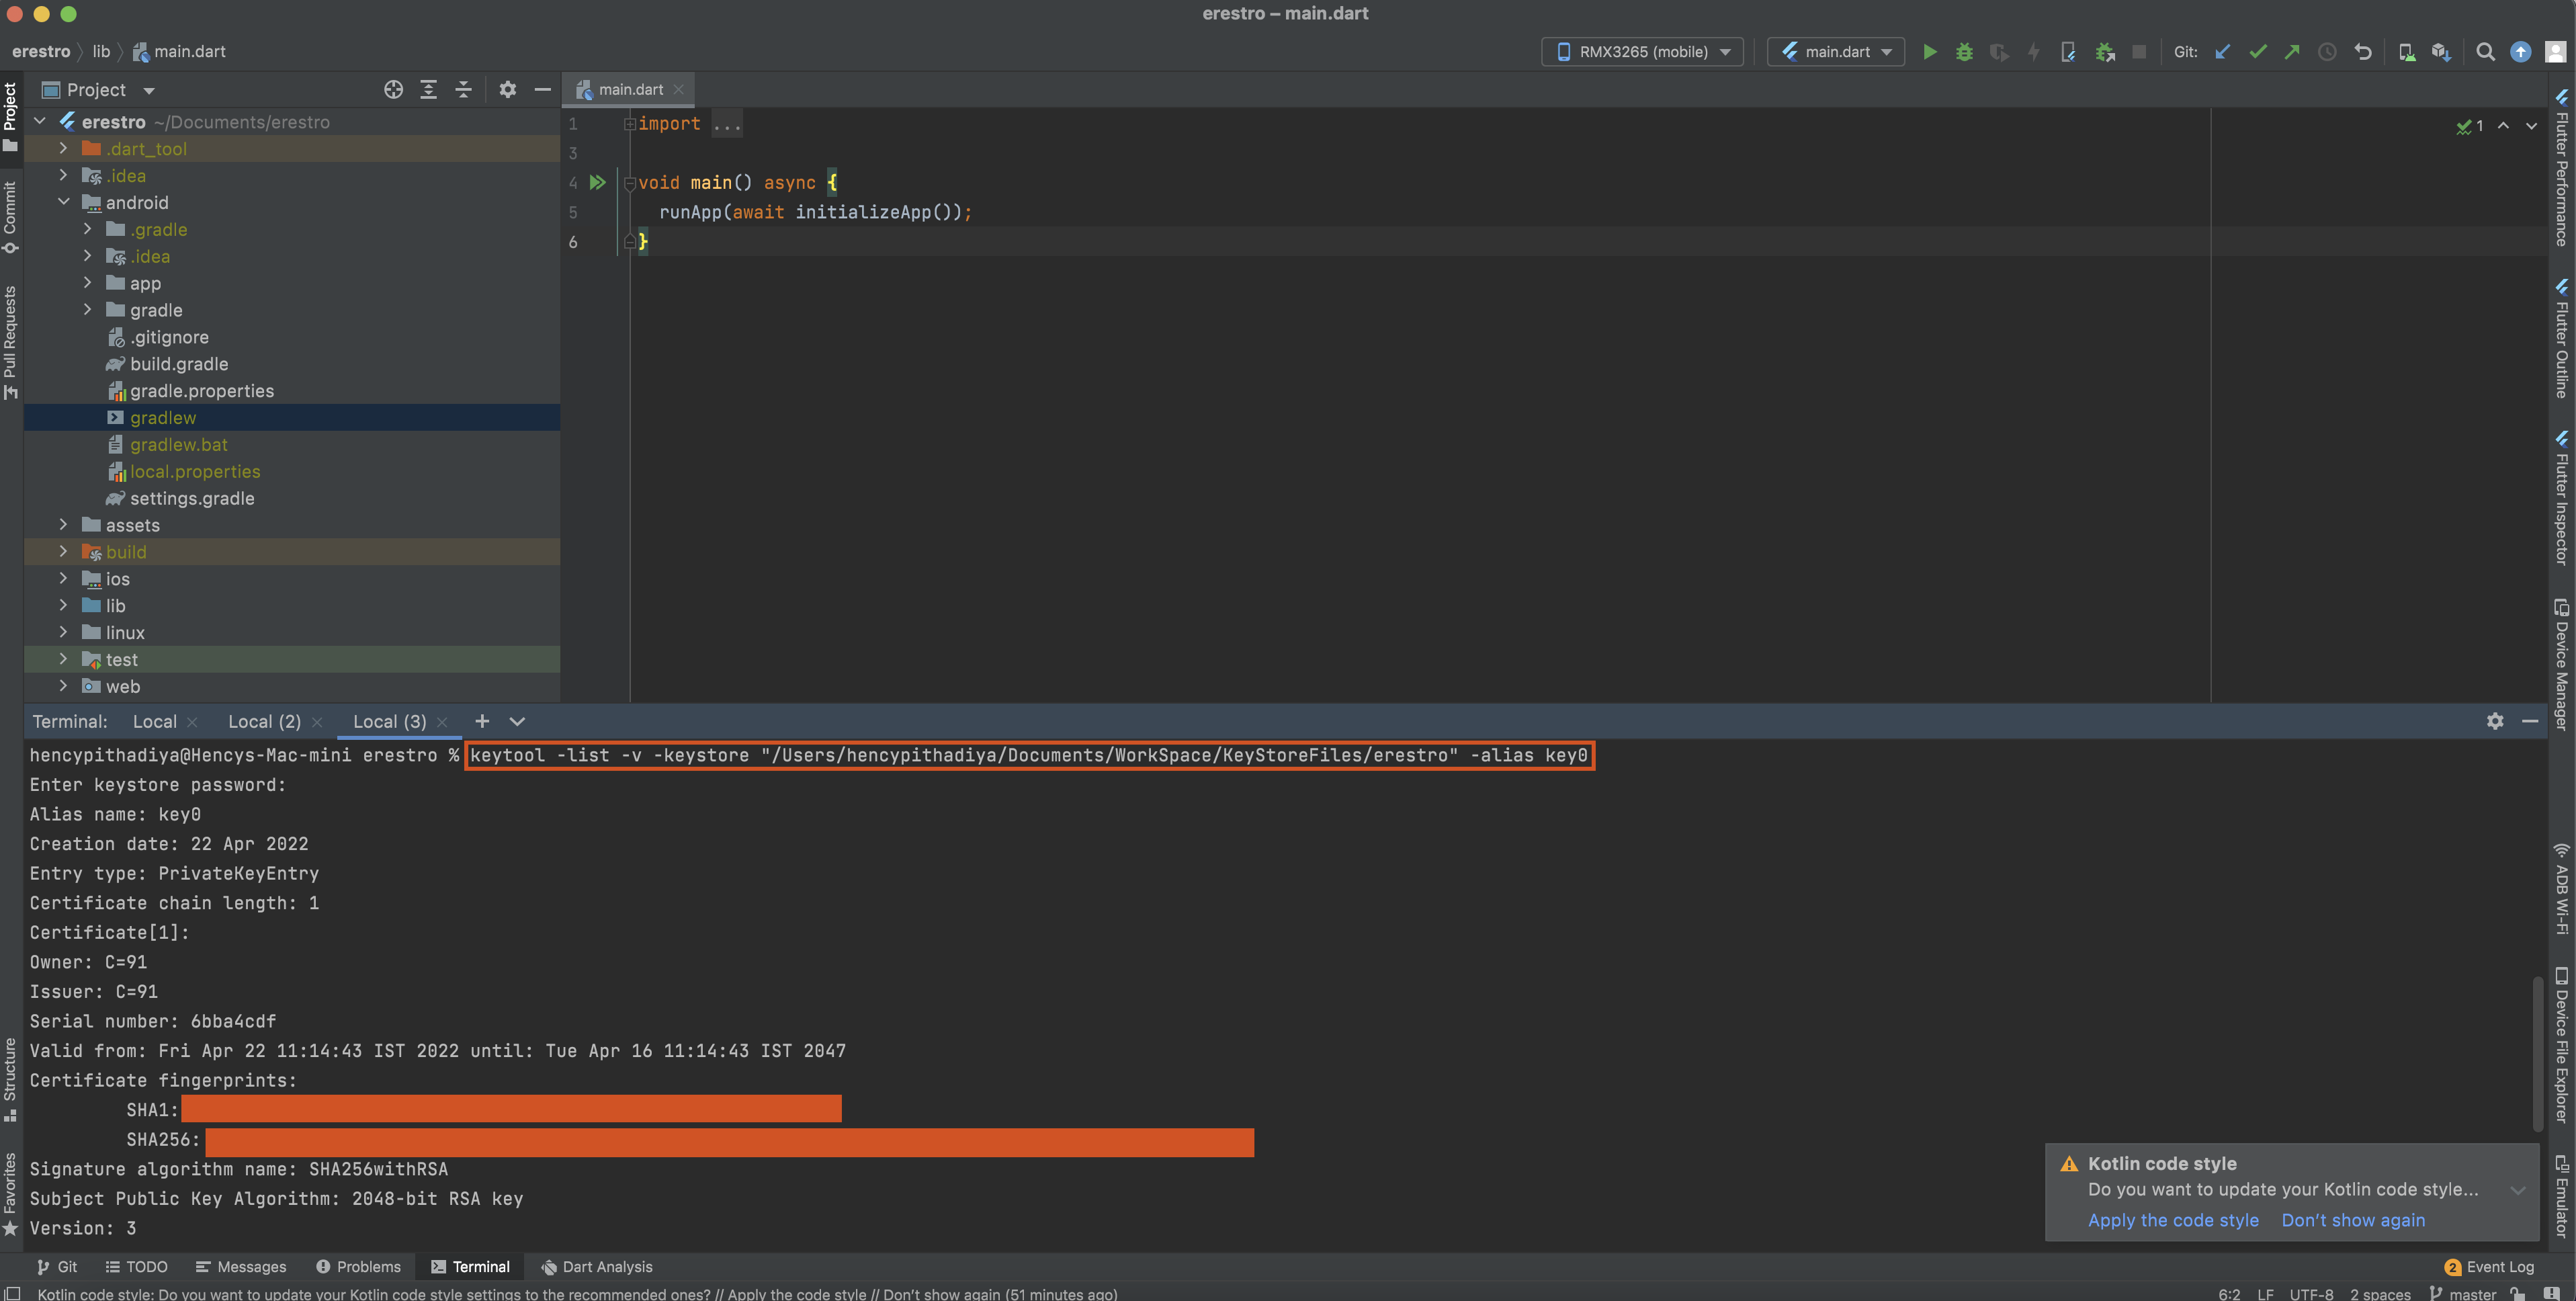 erestro – main.dart
erestro lib main.dart
RMX3265 (mobile) main.dart Git:
Project
main.dart
erestro ~/Documents/erestro
.dart_tool
.idea
android
.gradle
.idea
app
gradle
.gitignore
build.gradle
gradle.properties
gradlew
gradlew.bat
local.properties
settings.gradle
assets
build
ios
lib
linux
test
web
1 import ...
3
4 void main() async {
5 runApp(await initializeApp());
6 }
1
Project
Commit
Pull Requests
Structure
Favorites
Flutter Performance
Flutter Outline
Flutter Inspector
Device Manager
ADB Wi-Fi
Device File Explorer
Emulator
Terminal: Local Local (2) Local (3)
hencypithadiya@Hencys-Mac-mini erestro % keytool -list -v -keystore "/Users/hencypithadiya/Documents/WorkSpace/KeyStoreFiles/erestro" -alias key0
Enter keystore password:
Alias name: key0
Creation date: 22 Apr 2022
Entry type: PrivateKeyEntry
Certificate chain length: 1
Certificate[1]:
Owner: C=91
Issuer: C=91
Serial number: 6bba4cdf
Valid from: Fri Apr 22 11:14:43 IST 2022 until: Tue Apr 16 11:14:43 IST 2047
Certificate fingerprints:
SHA1:
SHA256:
Signature algorithm name: SHA256withRSA
Subject Public Key Algorithm: 2048-bit RSA key
Version: 3
Kotlin code style
Do you want to update your Kotlin code style...
Apply the code style Don't show again
Git TODO Messages Problems Terminal Dart Analysis
2 Event Log
Kotlin code style: Do you want to update your Kotlin code style settings to the recommended ones? // Apply the code style // Don't show again (51 minutes ago)
6:2 LF UTF-8 2 spaces master